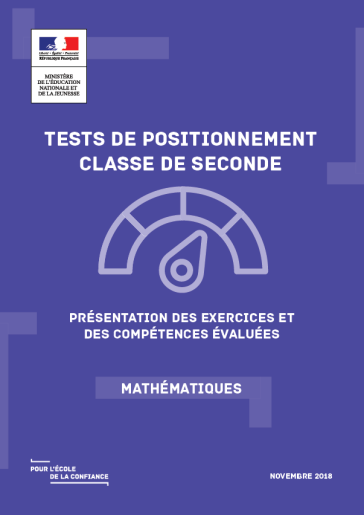 Liberté • Égalité • Fraternité
RÉPUBLIQUE FRANÇAISE
MINISTÈRE
DE L'ÉDUCATION
NATIONALE ET
DE LA JEUNESSE
TESTS DE POSITIONNEMENT
CLASSE DE SECONDE
PRÉSENTATION DES EXERCICES ET
DES COMPÉTENCES ÉVALUÉES
MATHÉMATIQUES
POUR L'ÉCOLE
DE LA CONFIANCE
NOVEMBRE 2018